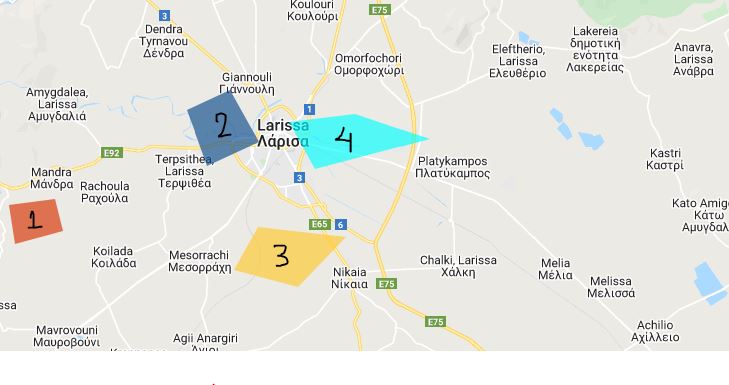 Koulouri
Κουλούρι
3
E75
Dendra
Tyrnavou
Δένδρα
Lakereia
δημοτική
ενότητα
Λακερείας
Eleftherio,
Larissa
Ελευθέριο
Anavra,
Larissa
Ανάβρα
Omorfochori
Ομορφοχώρι
Giannouli
Γιάννουλη
Amygdalea,
Larissa
Αμυγδαλιά
1
2
Larissa
Λάρισα
4
E92
Terpsithea,
Larissa
Τερψιθέα
Platykampos
Πλατύκαμπος
Kastri
Καστρί
Mandra
Μάνδρα
Rachoula
Ραχούλα
3
1
Kato Amig
Κάτω
Αμυγδαλ
E65
6
Koilada
Κοιλάδα
Mesorrachi
Μεσορράχη
3
Nikaia
Νίκαια
E75
Chalki, Larissa
Χάλκη
Melia
Μέλια
Melissa
Μελισσά
ssa
E75
Mavrovouni
Μαυροβούνι
Agii Anargiri
Achilio
Αχίλλειο